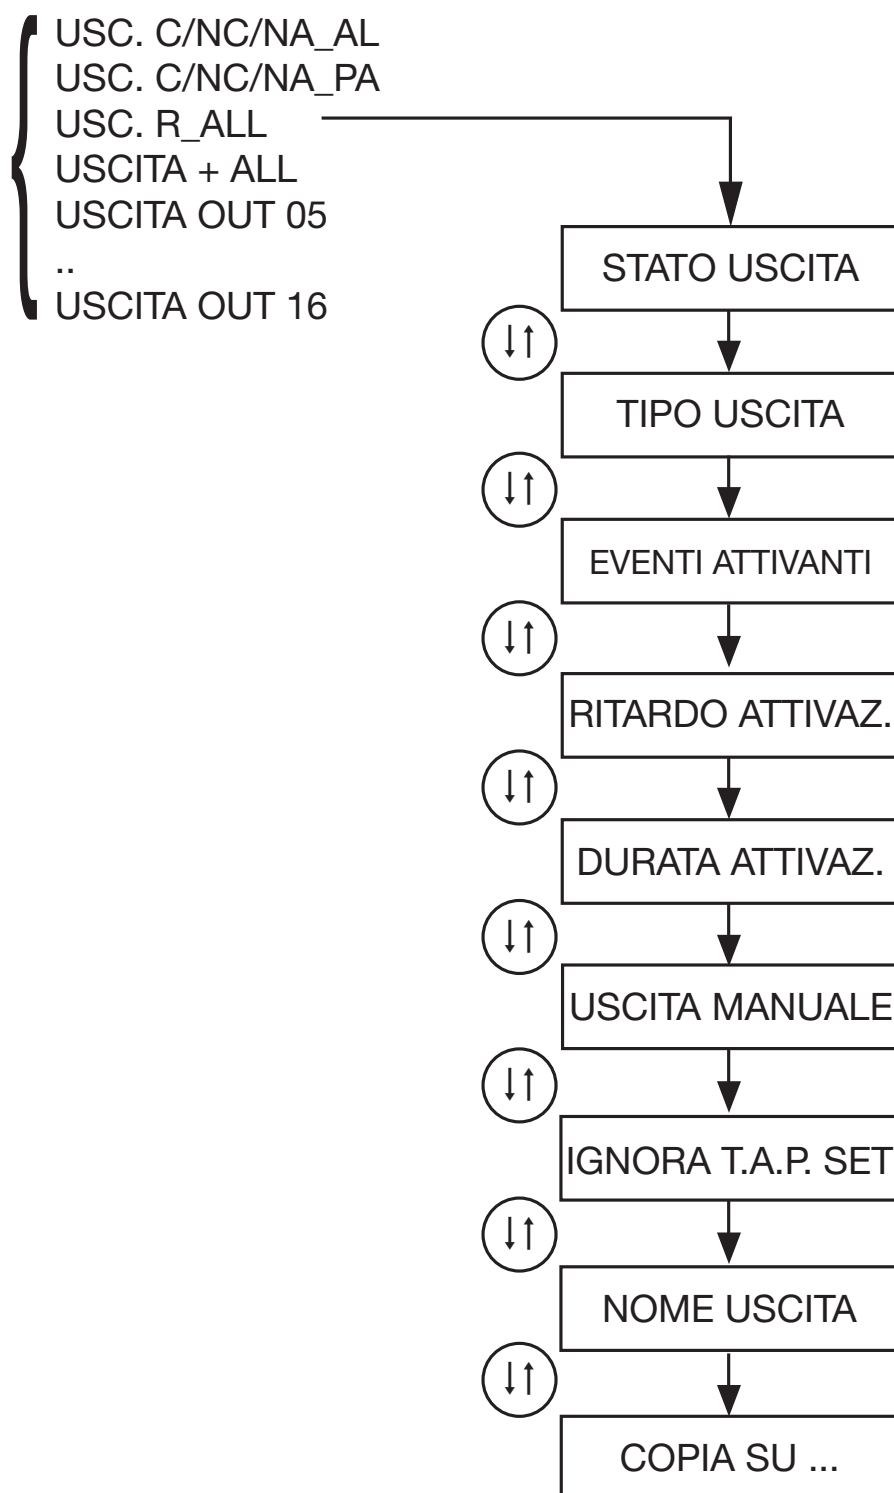 USC. C/NC/NA_AL
USC. C/NC/NA_PA
USC. R_ALL
USCITA + ALL
USCITA OUT 05
..
USCITA OUT 16
STATO USCITA
TIPO USCITA
EVENTI ATTIVANTI
RITARDO ATTIVAZ.
DURATA ATTIVAZ.
USCITA MANUALE
IGNORA T.A.P. SET
NOME USCITA
COPIA SU ...